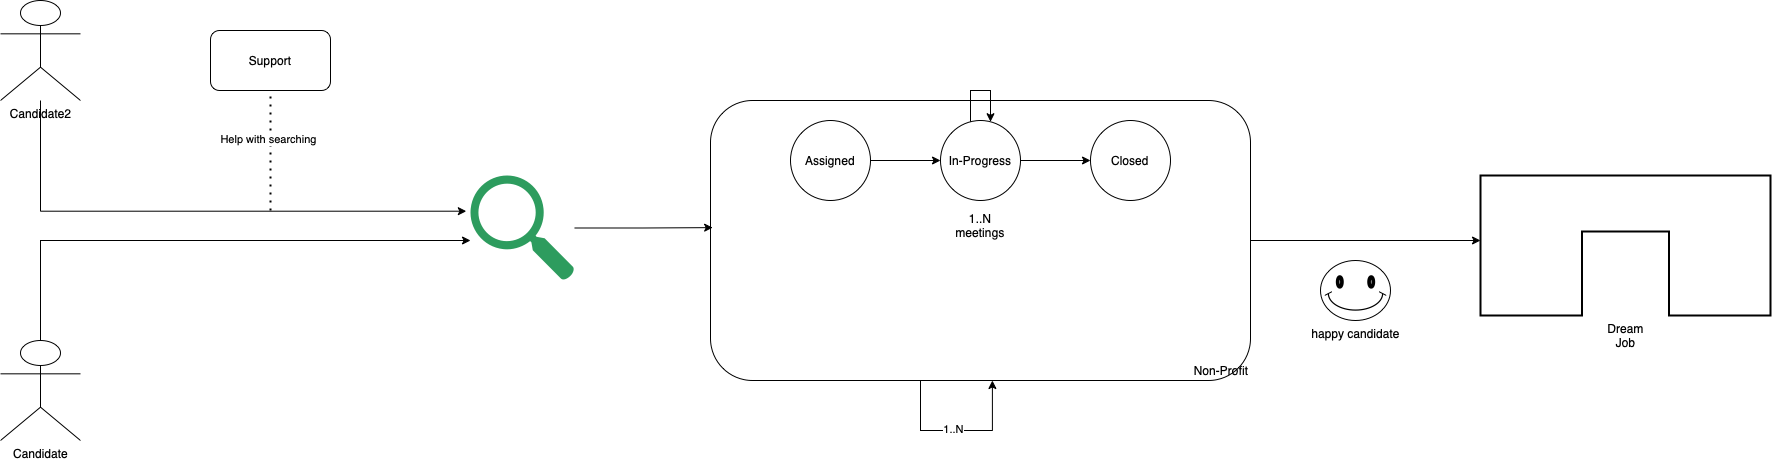 Candidate2
Support
Help with searching
Assigned
In-Progress
Closed
1..N
meetings
Non-Profit
1..N
happy candidate
Dream
Job
Candidate